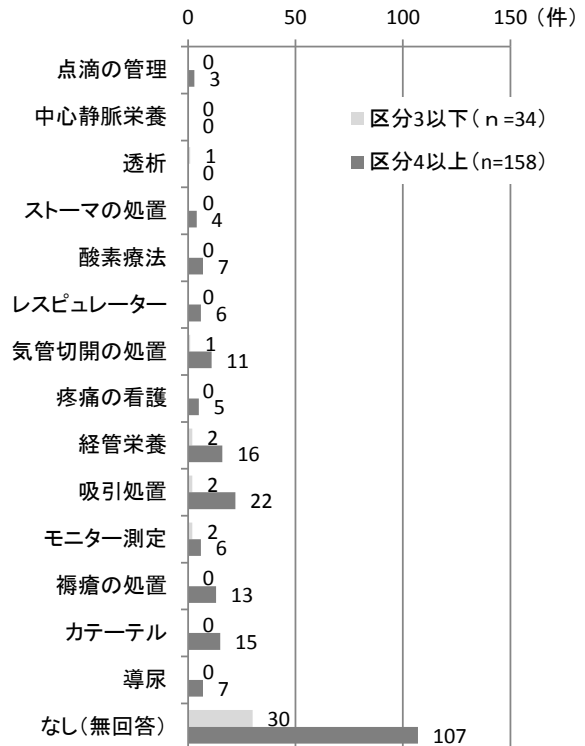 0 50 100 150 (件)
点滴の管理 0 3
中心静脈栄養 0 0
透析 1 0
ストーマの処置 0 4
酸素療法 0 7
レスピュレーター 0 6
気管切開の処置 1 11
疼痛の看護 0 5
経管栄養 2 16
吸引処置 2 22
モニター測定 2 6
褥瘡の処置 0 13
カテーテル 0 15
導尿 0 7
なし(無回答) 30 107
区分3以下(n=34)
区分4以上(n=158)